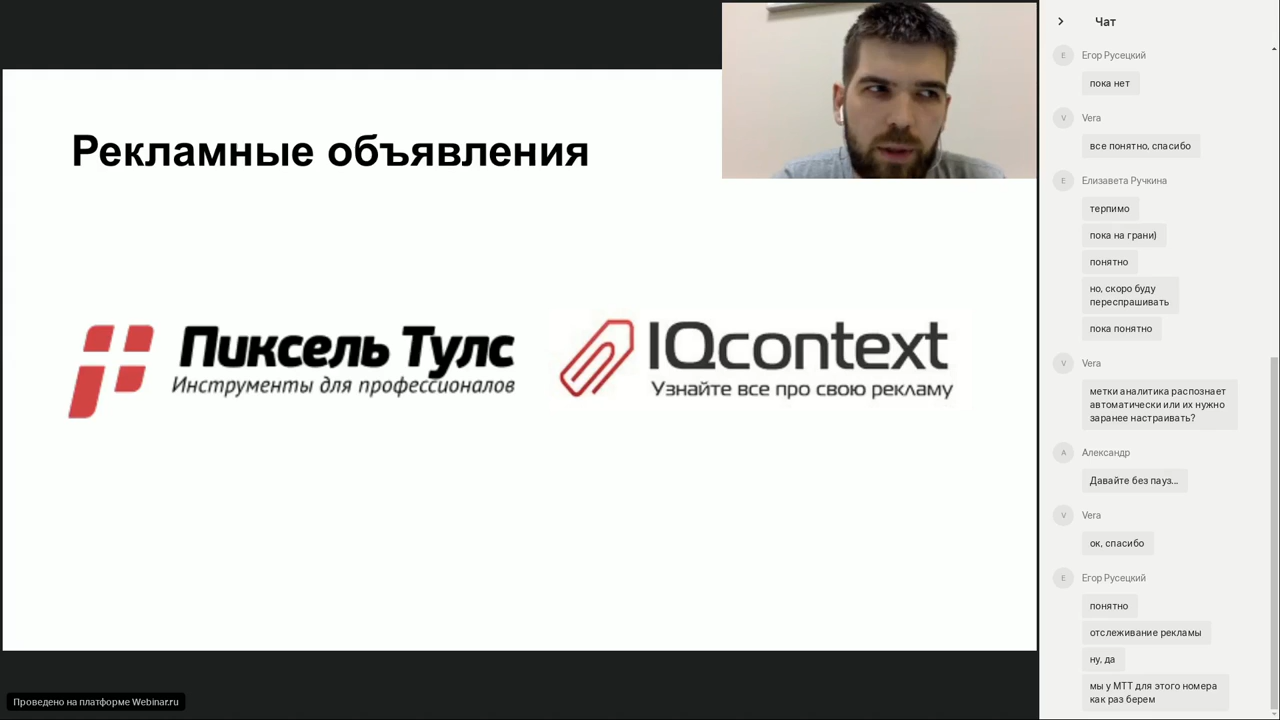 Рекламные объявления
Пиксель Тулс
Инструменты для профессионалов
IQcontext
Узнайте все про свою рекламу
Проведено на платформе Webinar.ru
Чат
Е
Егор Русецкий
пока нет
V
Vera
все понятно, спасибо
Е
Елизавета Ручкина
терпимо
пока на грани)
понятно
но, скоро буду
переспрашивать
пока понятно
V
Vera
метки аналитика распознает
автоматически или их нужно
заранее настраивать?
А
Александр
Давайте без пауз...
V
Vera
ок, спасибо
Е
Егор Русецкий
понятно
отслеживание рекламы
ну, да
мы у МТТ для этого номера
как раз берем